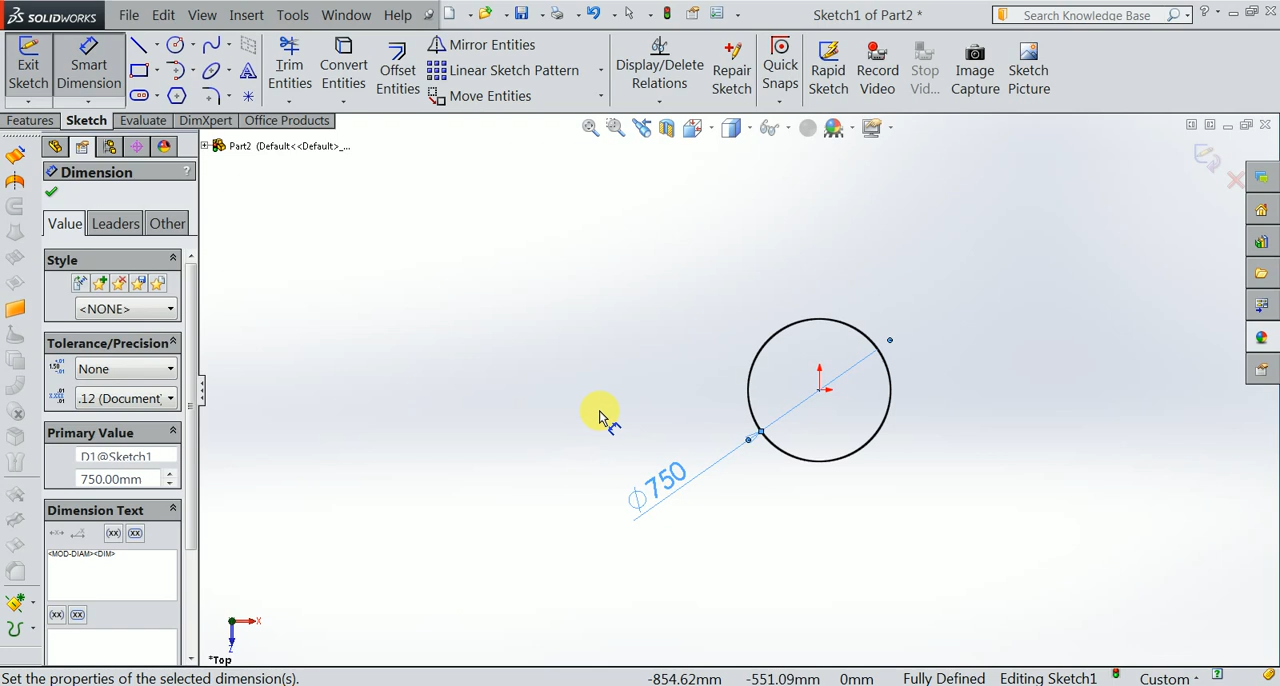 SOLIDWORKS File Edit View Insert Tools Window Help Sketch1 of Part2 * Search Knowledge Base ?
Exit Sketch
Smart Dimension
Trim Entities
Convert Entities
Offset Entities
Mirror Entities
Linear Sketch Pattern
Move Entities
Display/Delete Relations
Repair Sketch
Quick Snaps
Rapid Sketch
Record Video
Stop Vid...
Image Capture
Sketch Picture
Features Sketch Evaluate DimXpert Office Products
Part2 (Default<<Default>_...
Dimension ?
Value Leaders Other
Style
<NONE>
Tolerance/Precision
None
.12 (Document)
Primary Value
D1@Sketch1
750.00mm
Dimension Text
(xx) (xx)
<MOD-DIAM><DIM>
(xx) (xx)
∅750
X
Z
*Top
Set the properties of the selected dimension(s). -854.62mm -551.09mm 0mm Fully Defined Editing Sketch1 Custom ?